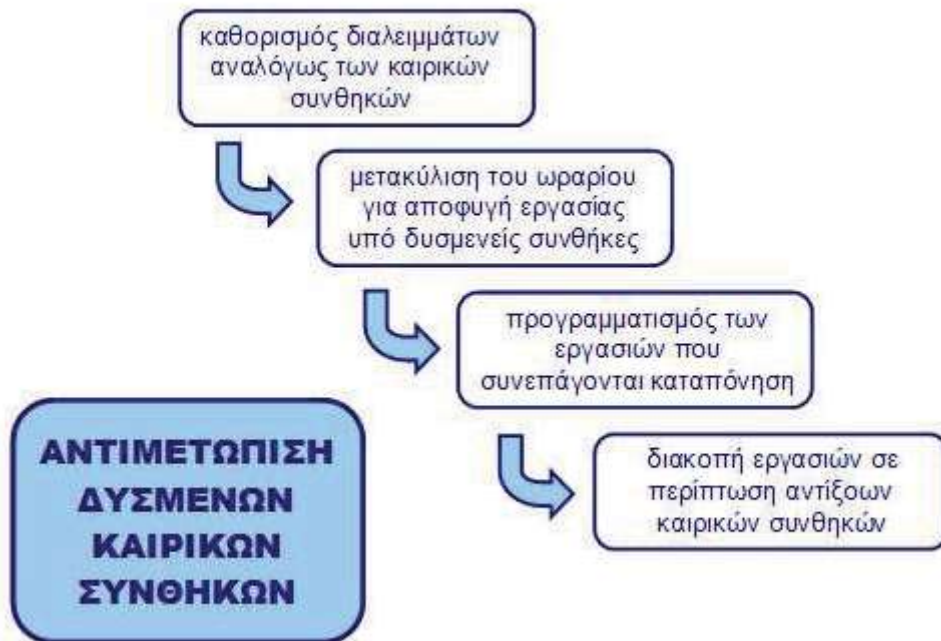 καθορισμός διαλειμμάτων
αναλόγως των καιρικών
συνθηκών
μετακύλιση του ωραρίου
για αποφυγή εργασίας
υπό δυσμενείς συνθήκες
προγραμματισμός των
εργασιών που
συνεπάγονται καταπόνηση
διακοπή εργασιών σε
περίπτωση αντίξοων
καιρικών συνθηκών
ΑΝΤΙΜΕΤΩΠΙΣΗ
ΔΥΣΜΕΝΩΝ
ΚΑΙΡΙΚΩΝ
ΣΥΝΘΗΚΩΝ